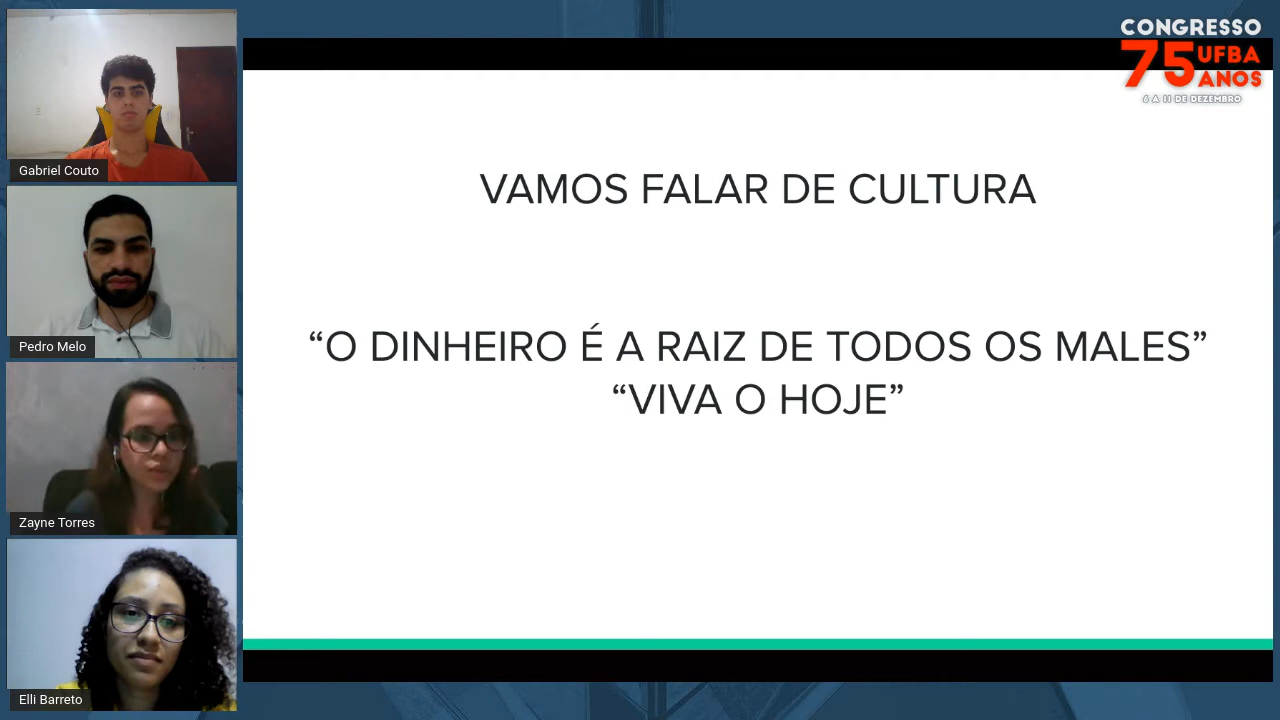 CONGRESSO
75 UFBA
ANOS
6 A 11 DE DEZEMBRO
Gabriel Couto
Pedro Melo
Zayne Torres
Elli Barreto
VAMOS FALAR DE CULTURA
“O DINHEIRO É A RAIZ DE TODOS OS MALES”
“VIVA O HOJE”